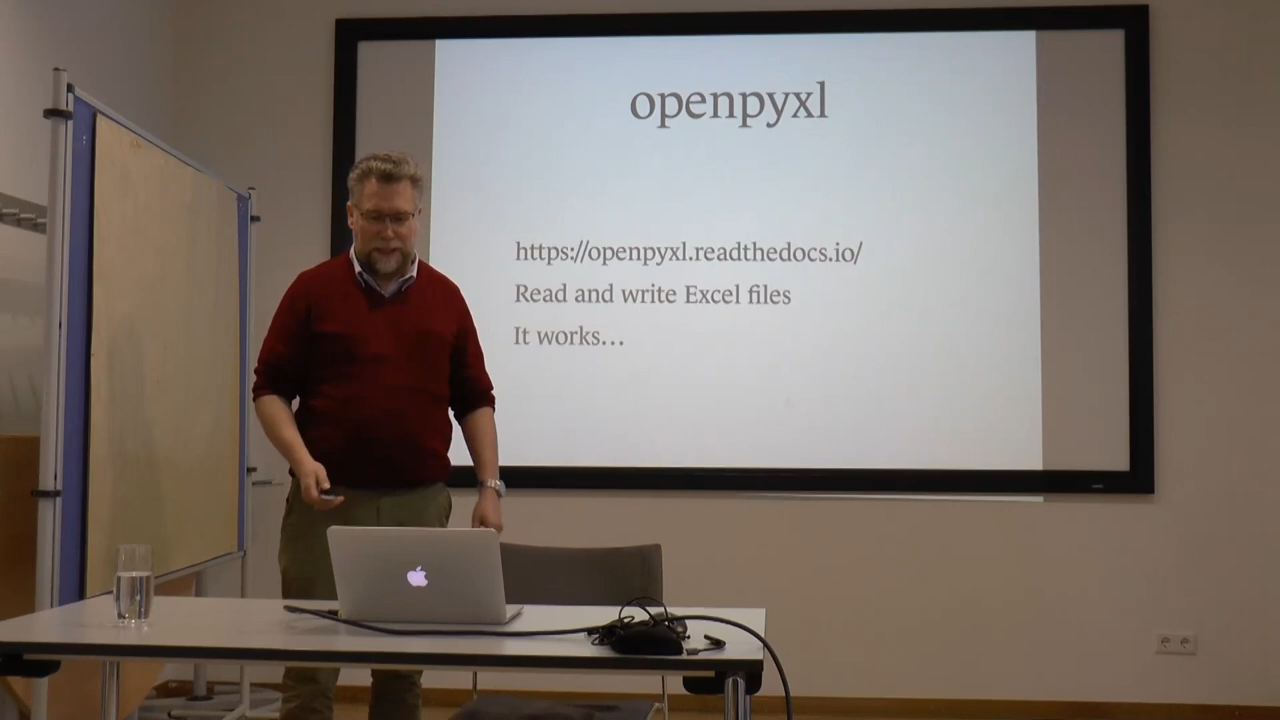 openpyxl
https://openpyxl.readthedocs.io/
Read and write Excel files
It works…